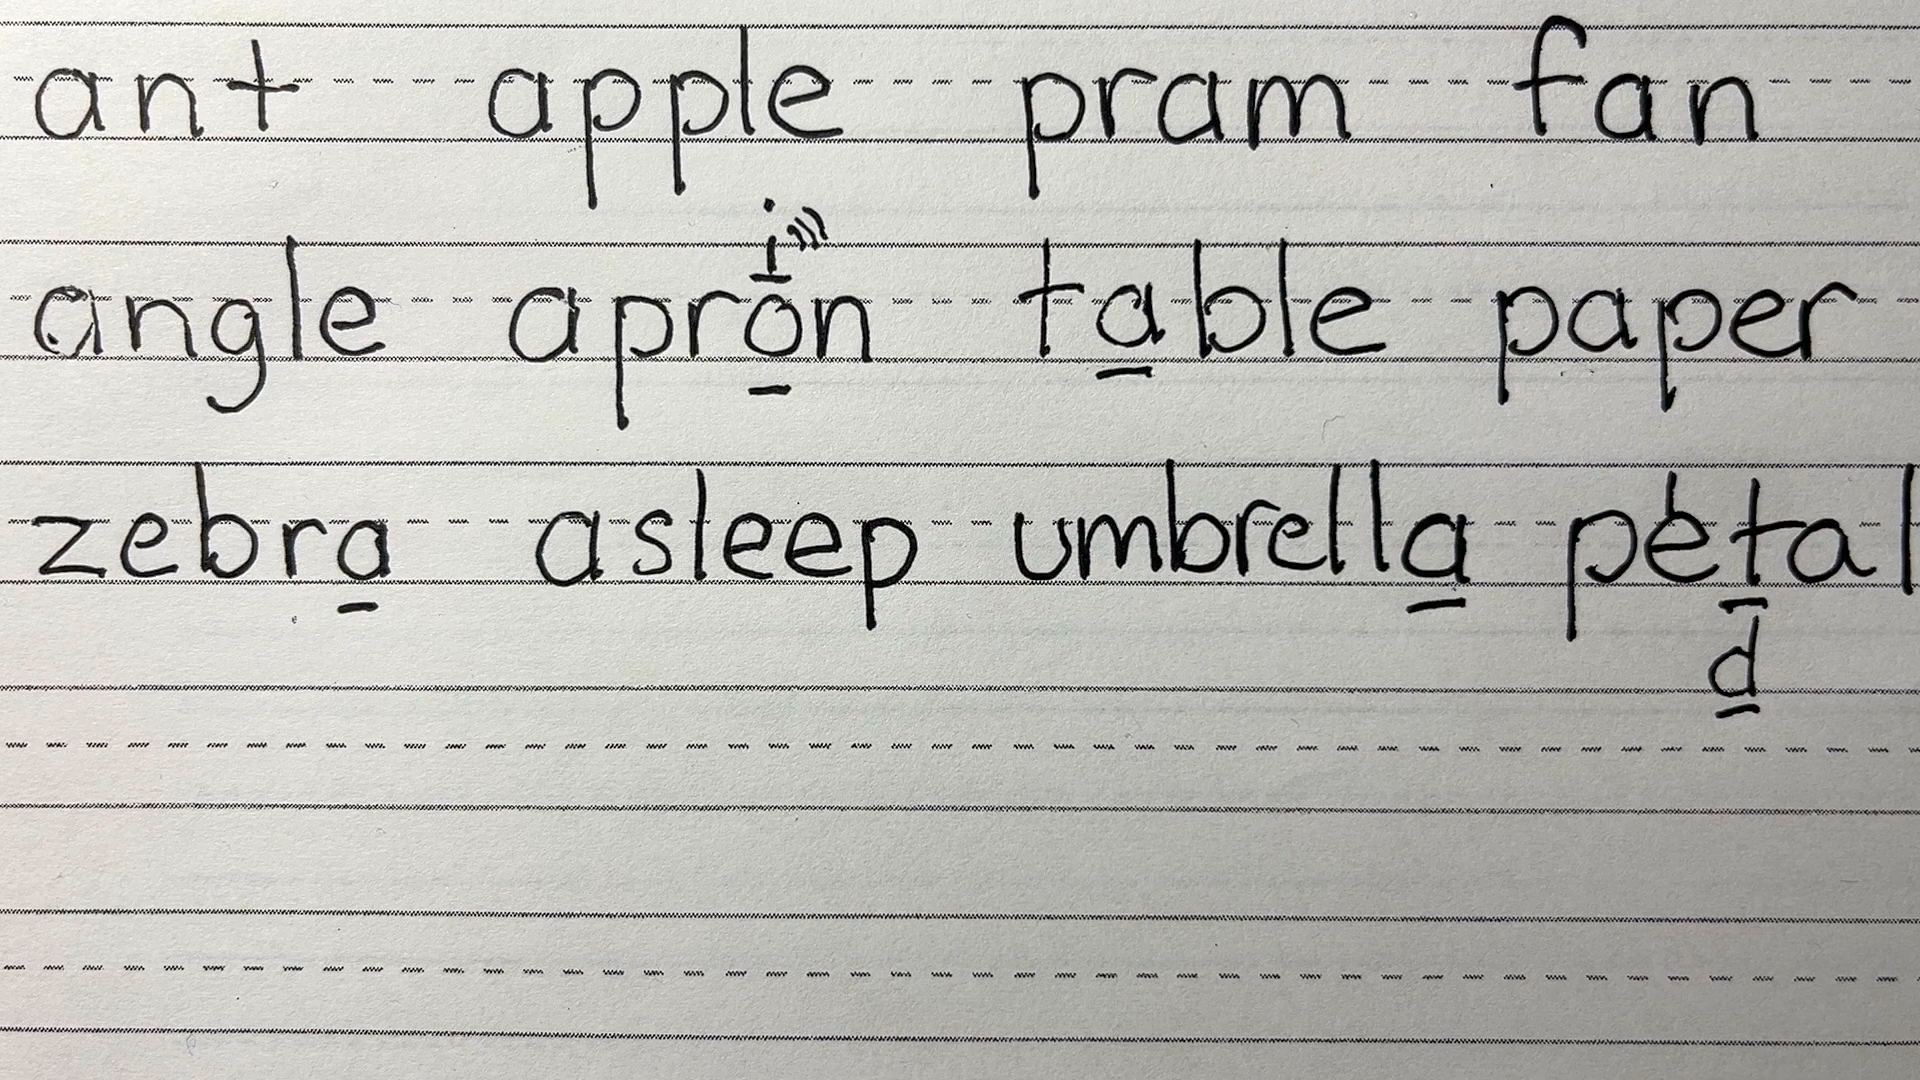 ant apple pram fan
i
angle apron table paper
zebra asleep umbrella petal
d